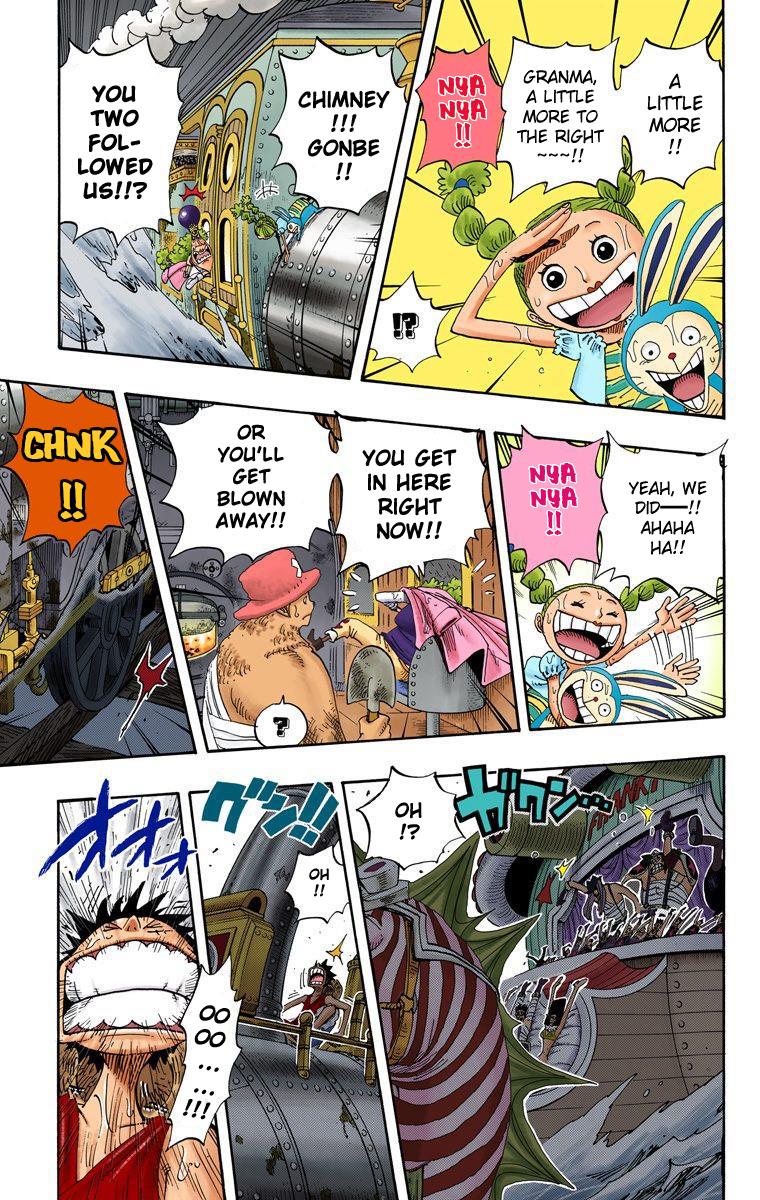 A
LITTLE
MORE
!!
GRANMA,
A LITTLE
MORE TO
THE RIGHT
~~~!!
NYA
NYA
!!
!?
CHIMNEY
!!!
GONBE
!!
YOU
TWO
FOL-
LOWED
US!!?
YEAH, WE
DID—!!
AHAHA
HA!!
NYA
NYA
!!
YOU GET
IN HERE
RIGHT
NOW!!
OR
YOU'LL
GET
BLOWN
AWAY!!
?
CHNK
!!
ガクン...
OH
!?
グン!!
OH
!!
オオオ
OO
OO
...
...
!!!